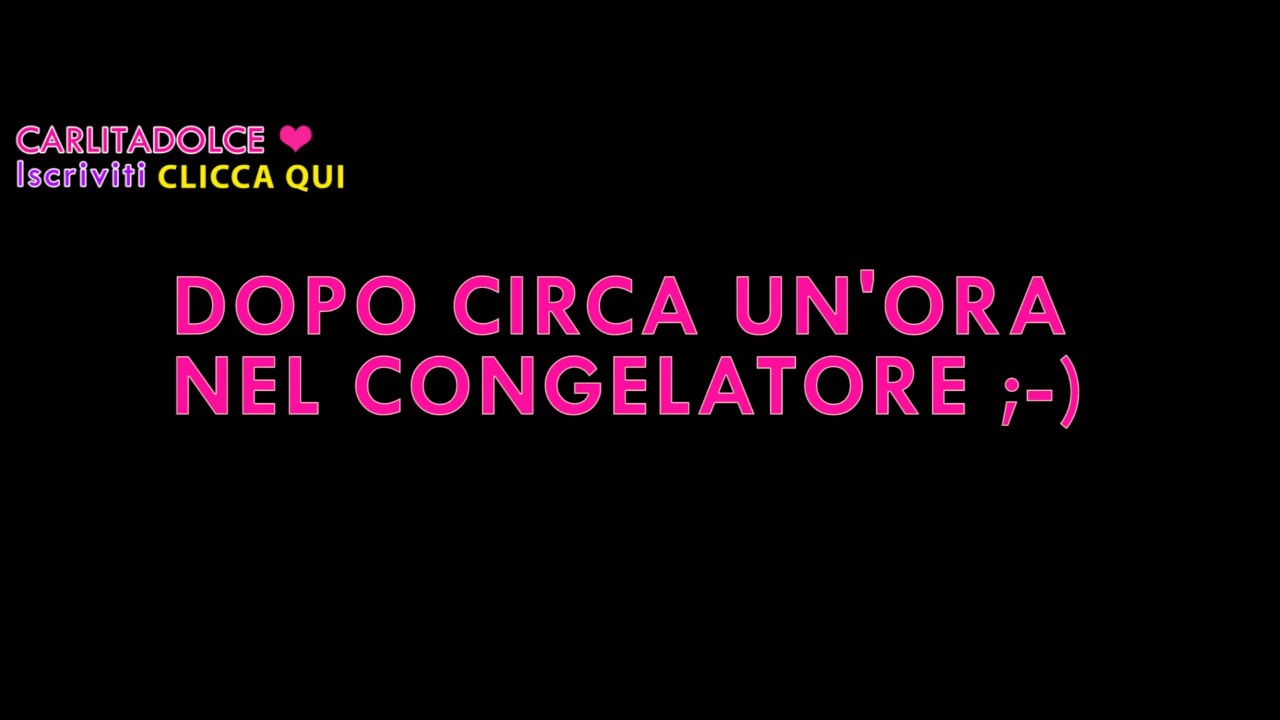 CARLITADOLCE ❤
Iscriviti CLICCA QUI
DOPO CIRCA UN'ORA
NEL CONGELATORE ;-)